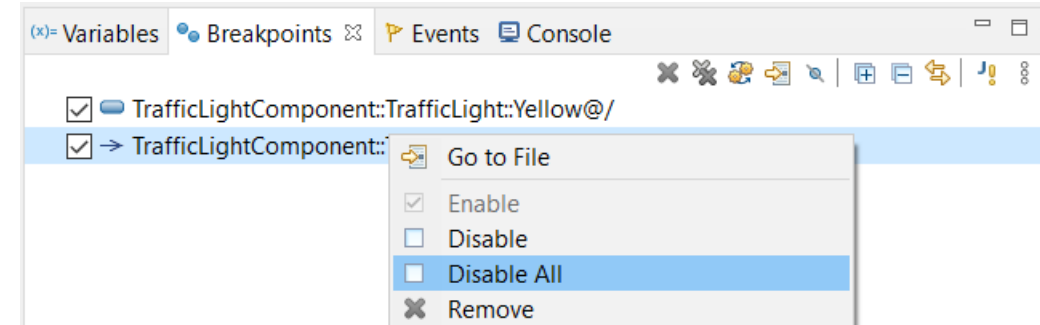 (x)= Variables Breakpoints Events Console
TrafficLightComponent::TrafficLight::Yellow@/
TrafficLightComponent::
Go to File
Enable
Disable
Disable All
Remove